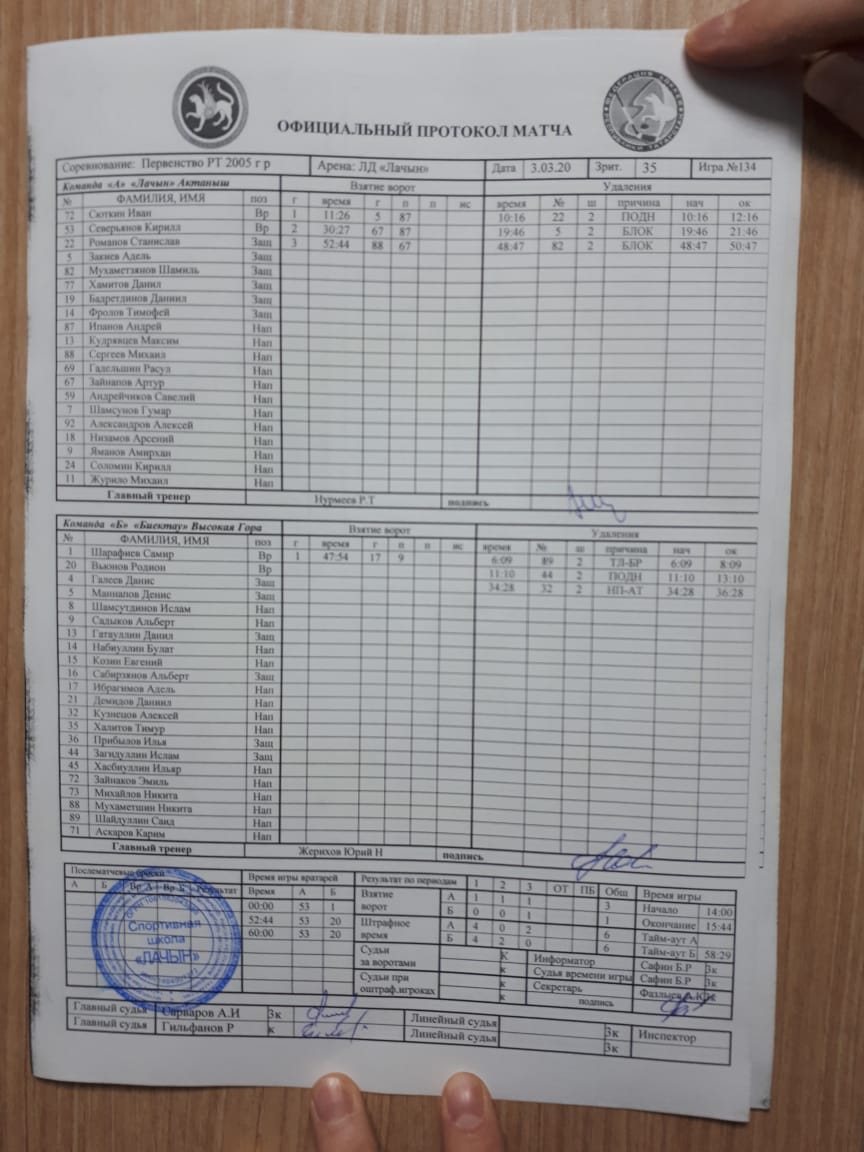 ОФИЦИАЛЬНЫЙ ПРОТОКОЛ МАТЧА
Соревнование: Первенство РТ 2005 г р Арена: ЛД «Лачын» Дата 3.03.20 Зрит. 35 Игра №134
Команда «А» «Лачын» Актаныш Взятие ворот Удаления
№ ФАМИЛИЯ, ИМЯ поз г время г п п ис время № ш причина нач ок
72 Сюткин Иван Вр 1 11:26 5 87 10:16 22 2 ПОДН 10:16 12:16
53 Северьянов Кирилл Вр 2 30:27 67 87 19:46 5 2 БЛОК 19:46 21:46
22 Романов Станислав Защ 3 52:44 88 67 48:47 82 2 БЛОК 48:47 50:47
5 Закиев Адель Защ
82 Мухаметзянов Шамиль Защ
77 Хамитов Данил Защ
19 Бадретдинов Даниил Защ
14 Фролов Тимофей Защ
87 Ипанов Андрей Нап
13 Кудрявцев Максим Нап
88 Сергеев Михаил Нап
69 Гадельшин Расул Нап
67 Зайнапов Артур Нап
59 Андрейчиков Савелий Нап
7 Шамсунов Гумар Нап
92 Александров Алексей Нап
18 Низамов Арсений Нап
9 Яманов Амирхан Нап
24 Соломин Кирилл Нап
11 Журило Михаил Нап
Главный тренер Нурмеев Р.Т подпись
Команда «Б» «Биектау» Высокая Гора Взятие ворот Удаления
№ ФАМИЛИЯ, ИМЯ поз г время г п п ис время № ш причина нач ок
1 Шарафиев Самир Вр 1 47:54 17 9 6:09 89 2 ТЛ-БР 6:09 8:09
20 Вьюнов Родион Вр 11:10 44 2 ПОДН 11:10 13:10
4 Галеев Данис Защ 34:28 32 2 НП-АТ 34:28 36:28
5 Маннапов Денис Защ
8 Шамсутдинов Ислам Нап
9 Садыков Альберт Нап
13 Гатауллин Данил Защ
14 Набиуллин Булат Нап
15 Козин Евгений Нап
16 Сабирзянов Альберт Защ
17 Ибрагимов Адель Нап
21 Демидов Даниил Нап
32 Кузнецов Алексей Нап
35 Халитов Тимур Нап
36 Прибылов Илья Защ
44 Загидуллин Ислам Защ
45 Хасбиуллин Ильяр Нап
72 Зайнаков Эмиль Нап
73 Михайлов Никита Нап
88 Мухаметшин Никита Нап
89 Шайдуллин Саид Нап
71 Аскаров Карим Нап
Главный тренер Жерихов Юрий Н подпись
Послематчевые броски Время игры вратарей Результат по периодам 1 2 3 ОТ ПБ Общ Время игры
А Б Вр А Вр Б Результат Время А Б Взятие ворот А 1 1 1 3 Начало 14:00
00:00 53 1 Б 0 0 1 1 Окончание 15:44
52:44 53 20 Штрафное время А 4 0 2 6 Тайм-аут А
60:00 53 20 Б 4 2 0 6 Тайм-аут Б 58:29
Судьи за воротами К Информатор Сафин Б.Р 3к
к Судья времени игры Сафин Б.Р 3к
Судьи при оштраф.игроках к Секретарь
к подпись
Спортивная школа «ЛАЧЫН»
Главный судья Сарваров А.И 3к Линейный судья 3к Инспектор
Главный судья Гильфанов Р к Линейный судья 3к